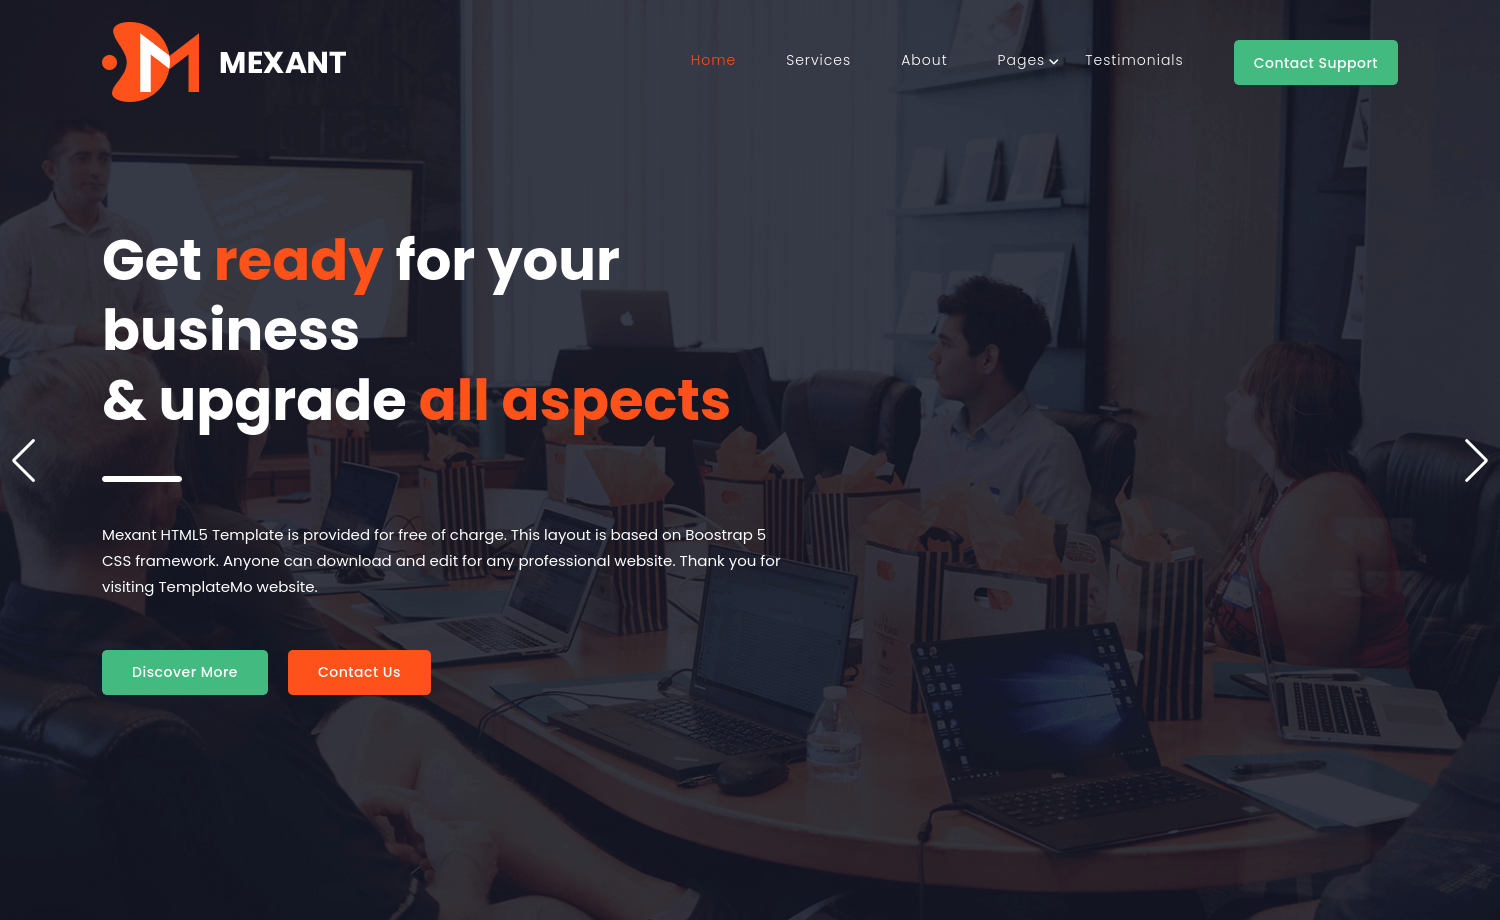 MEXANT
Home Services About Pages Testimonials Contact Support
Get ready for your
business
& upgrade all aspects
Mexant HTML5 Template is provided for free of charge. This layout is based on Boostrap 5
CSS framework. Anyone can download and edit for any professional website. Thank you for
visiting TemplateMo website.
Discover More Contact Us